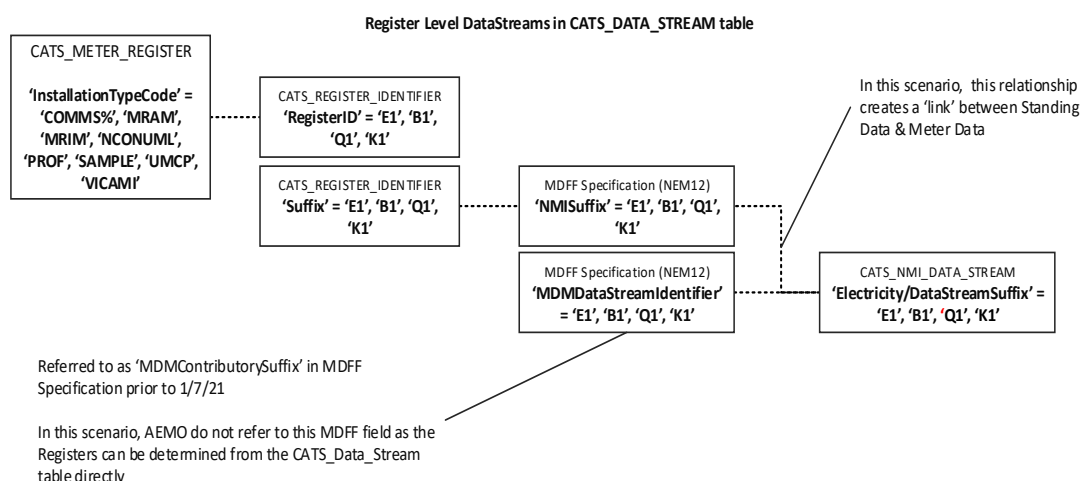 Register Level DataStreams in CATS_DATA_STREAM table
CATS_METER_REGISTER
‘InstallationTypeCode’ =
‘COMMS%’, ‘MRAM’,
‘MRIM’, ‘NCONUML’,
‘PROF’, ‘SAMPLE’, ‘UMCP’,
‘VICAMI’
CATS_REGISTER_IDENTIFIER
‘RegisterID’ = ‘E1’, ‘B1’,
‘Q1’, ‘K1’
CATS_REGISTER_IDENTIFIER
‘Suffix’ = ‘E1’, ‘B1’, ‘Q1’,
‘K1’
MDFF Specification (NEM12)
‘NMISuffix’ = ‘E1’, ‘B1’, ‘Q1’,
‘K1’
MDFF Specification (NEM12)
‘MDMDataStreamIdentifier’
= ‘E1’, ‘B1’, ‘Q1’, ‘K1’
In this scenario, this relationship
creates a ‘link’ between Standing
Data & Meter Data
CATS_NMI_DATA_STREAM
‘Electricity/DataStreamSuffix’ =
‘E1’, ‘B1’, ‘Q1’, ‘K1’
Referred to as ‘MDMContributorySuffix’ in MDFF
Specification prior to 1/7/21
In this scenario, AEMO do not refer to this MDFF field as the
Registers can be determined from the CATS_Data_Stream
table directly